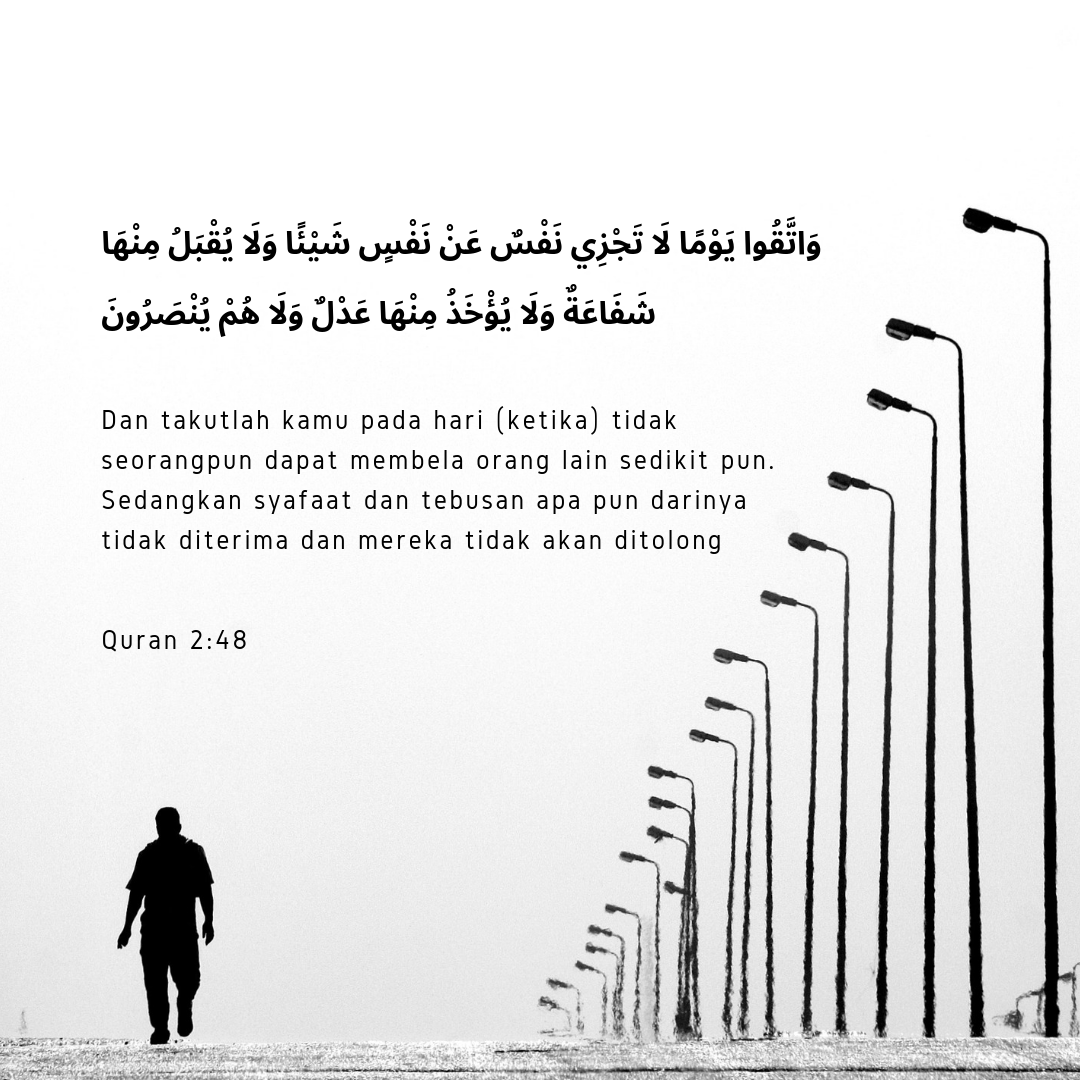 وَاتَّقُوا يَوْمًا لَا تَجْزِي نَفْسٌ عَنْ نَفْسٍ شَيْئًا وَلَا يُقْبَلُ مِنْهَا
شَفَاعَةٌ وَلَا يُؤْخَذُ مِنْهَا عَدْلٌ وَلَا هُمْ يُنْصَرُونَ
Dan takutlah kamu pada hari (ketika) tidak
seorangpun dapat membela orang lain sedikit pun.
Sedangkan syafaat dan tebusan apa pun darinya
tidak diterima dan mereka tidak akan ditolong
Quran 2:48